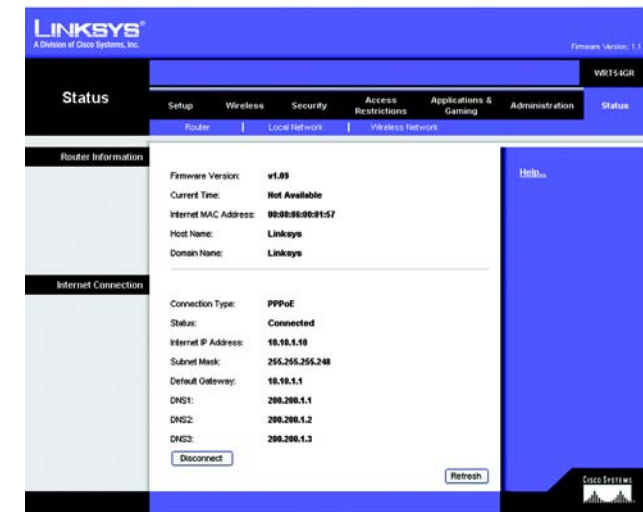 LINKSYS®
A Division of Cisco Systems, Inc.
Firmware Version: 1.1
WRT54GR
Status
Setup Wireless Security Access Restrictions Applications & Gaming Administration Status
Router | Local Network | Wireless Network
Router Information
Firmware Version: v1.09
Current Time: Not Available
Internet MAC Address: 00:08:86:00:01:57
Host Name: Linksys
Domain Name: Linksys
Help...
Internet Connection
Connection Type: PPPoE
Status: Connected
Internet IP Address: 10.10.1.10
Subnet Mask: 255.255.255.248
Default Gateway: 10.10.1.1
DNS1: 200.200.1.1
DNS2: 200.200.1.2
DNS3: 200.200.1.3
Disconnect
Refresh
CISCO SYSTEMS